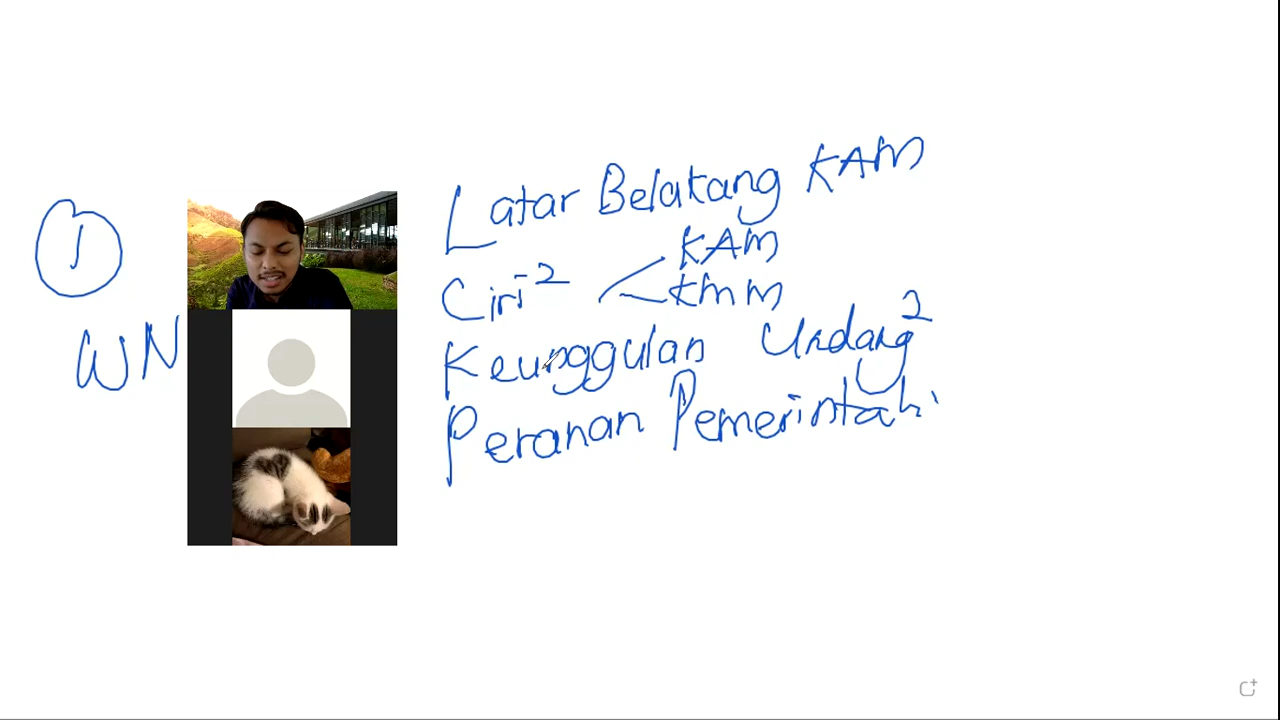 1
WN
Latar Belakang KAM
Ciri² KAM
KMM
Keunggulan Undang²
Peranan Pemerintah